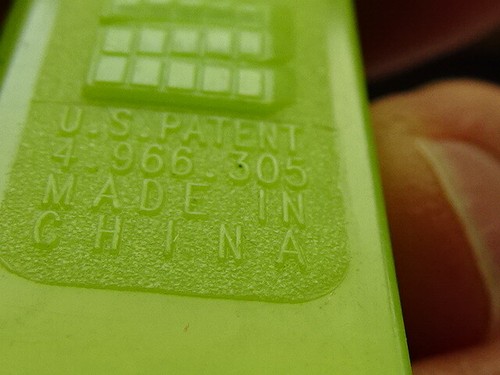 U.S.PATENT
4.966.305
MADE IN
CHINA